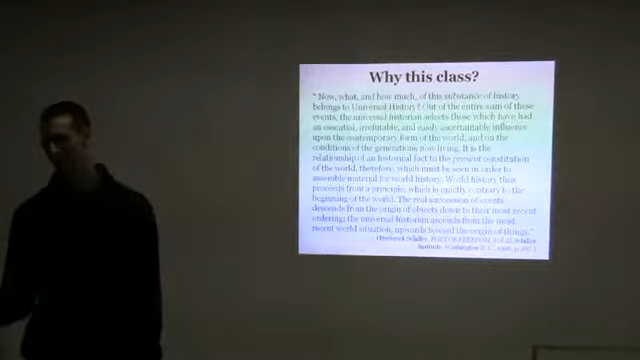 Why this class?
" Now, what, and how much, of this substance of history
belongs to Universal History? Out of the entire sum of these
events, the universal historian selects those which have had
an essential, irrefutable, and easily ascertainable influence
upon the contemporary form of the world, and on the
conditions of the generations now living. It is the
relationship of an historical fact to the present constitution
of the world, therefore, which must be seen in order to
assemble material for world history. World history thus
proceeds from a principle, which is exactly contrary to the
beginning of the world. The real succession of events
descends from the origin of objects down to their most recent
ordering; the universal historian ascends from the most
recent world situation, upwards toward the origin of things."
(Friedrich Schiller, POET OF FREEDOM, Vol. II, Schiller
Institute, Washington D. C.,